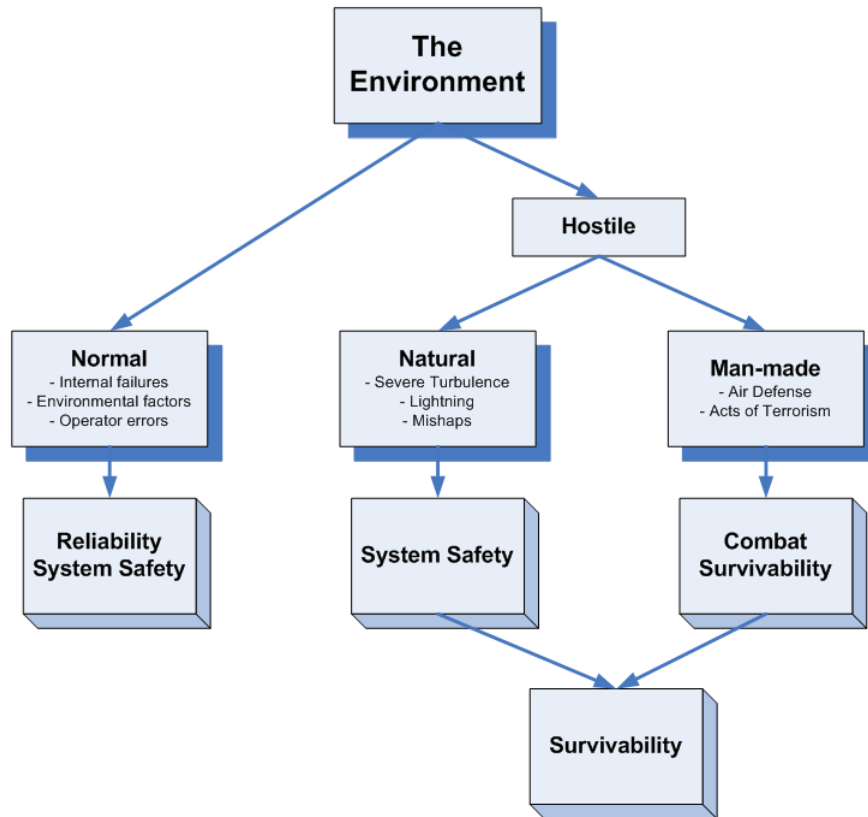 The
Environment
Hostile
Normal
- Internal failures
- Environmental factors
- Operator errors
Natural
- Severe Turbulence
- Lightning
- Mishaps
Man-made
- Air Defense
- Acts of Terrorism
Reliability
System Safety
System Safety
Combat
Survivability
Survivability